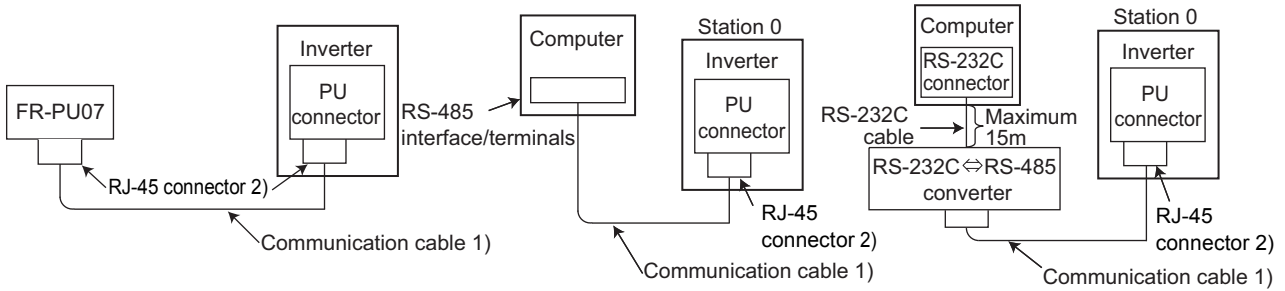 Inverter
PU
connector
FR-PU07
RJ-45 connector 2)
Communication cable 1)
Computer
RS-485
interface/terminals
Station 0
Inverter
PU
connector
RJ-45
connector 2)
Communication cable 1)
Computer
RS-232C
connector
RS-232C
cable
Maximum
15m
RS-232C⇔RS-485
converter
Station 0
Inverter
PU
connector
RJ-45
connector 2)
Communication cable 1)